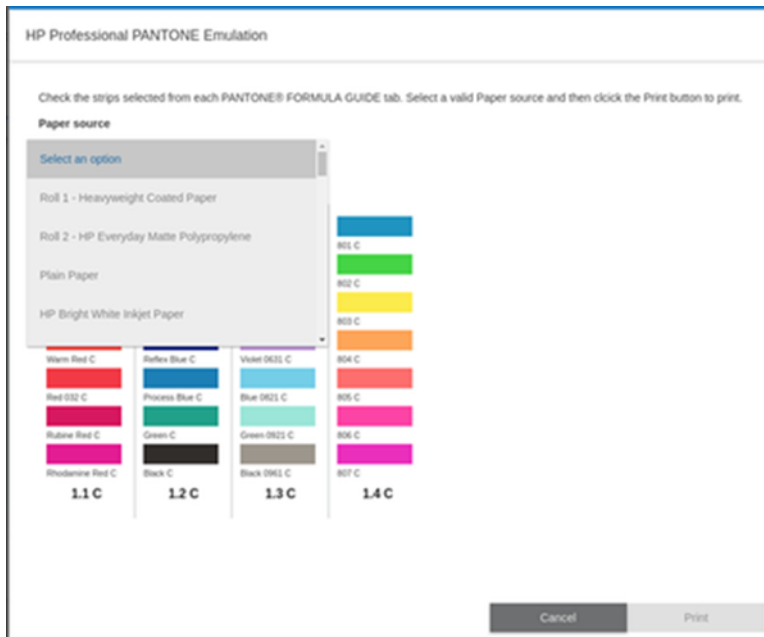 HP Professional PANTONE Emulation
Check the strips selected from each PANTONE® FORMULA GUIDE tab. Select a valid Paper source and then clcick the Print button to print.
Paper source
Select an option
Roll 1 - Heavyweight Coated Paper
Roll 2 - HP Everyday Matte Polypropylene
Plain Paper
HP Bright White Inkjet Paper
801 C
802 C
803 C
Warm Red C Reflex Blue C Violet 0631 C 804 C
Red 032 C Process Blue C Blue 0821 C 805 C
Rubine Red C Green C Green 0921 C 806 C
Rhodamine Red C Black C Black 0961 C 807 C
1.1 C 1.2 C 1.3 C 1.4 C
Cancel Print